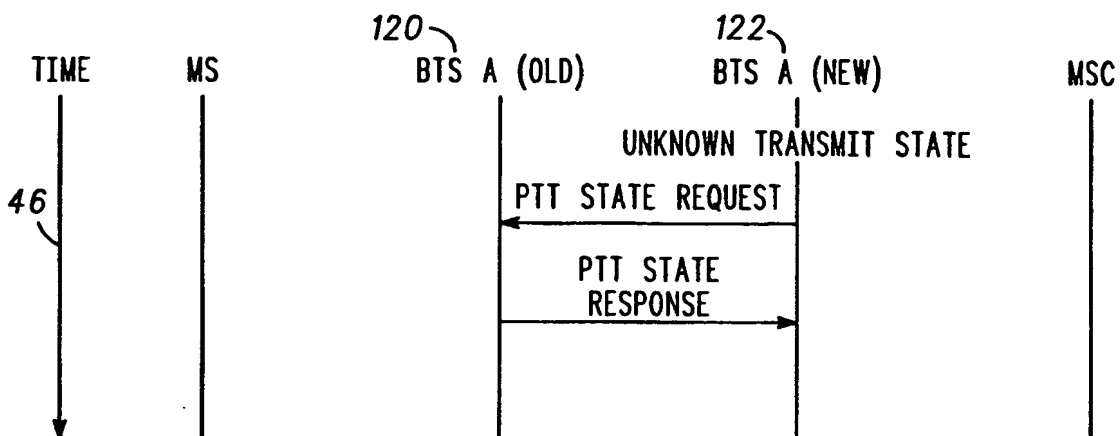 120
122
TIME
MS
BTS A (OLD)
BTS A (NEW)
MSC
UNKNOWN TRANSMIT STATE
PTT STATE REQUEST
46
PTT STATE
RESPONSE